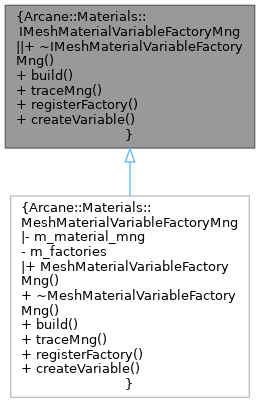 {Arcane::Materials::
IMeshMaterialVariableFactoryMng
||+ ~IMeshMaterialVariableFactory
Mng()
+ build()
+ traceMng()
+ registerFactory()
+ createVariable()
}
{Arcane::Materials::
MeshMaterialVariableFactoryMng
|- m_material_mng
- m_factories
|+ MeshMaterialVariableFactory
Mng()
+ ~MeshMaterialVariableFactory
Mng()
+ build()
+ traceMng()
+ registerFactory()
+ createVariable()
}